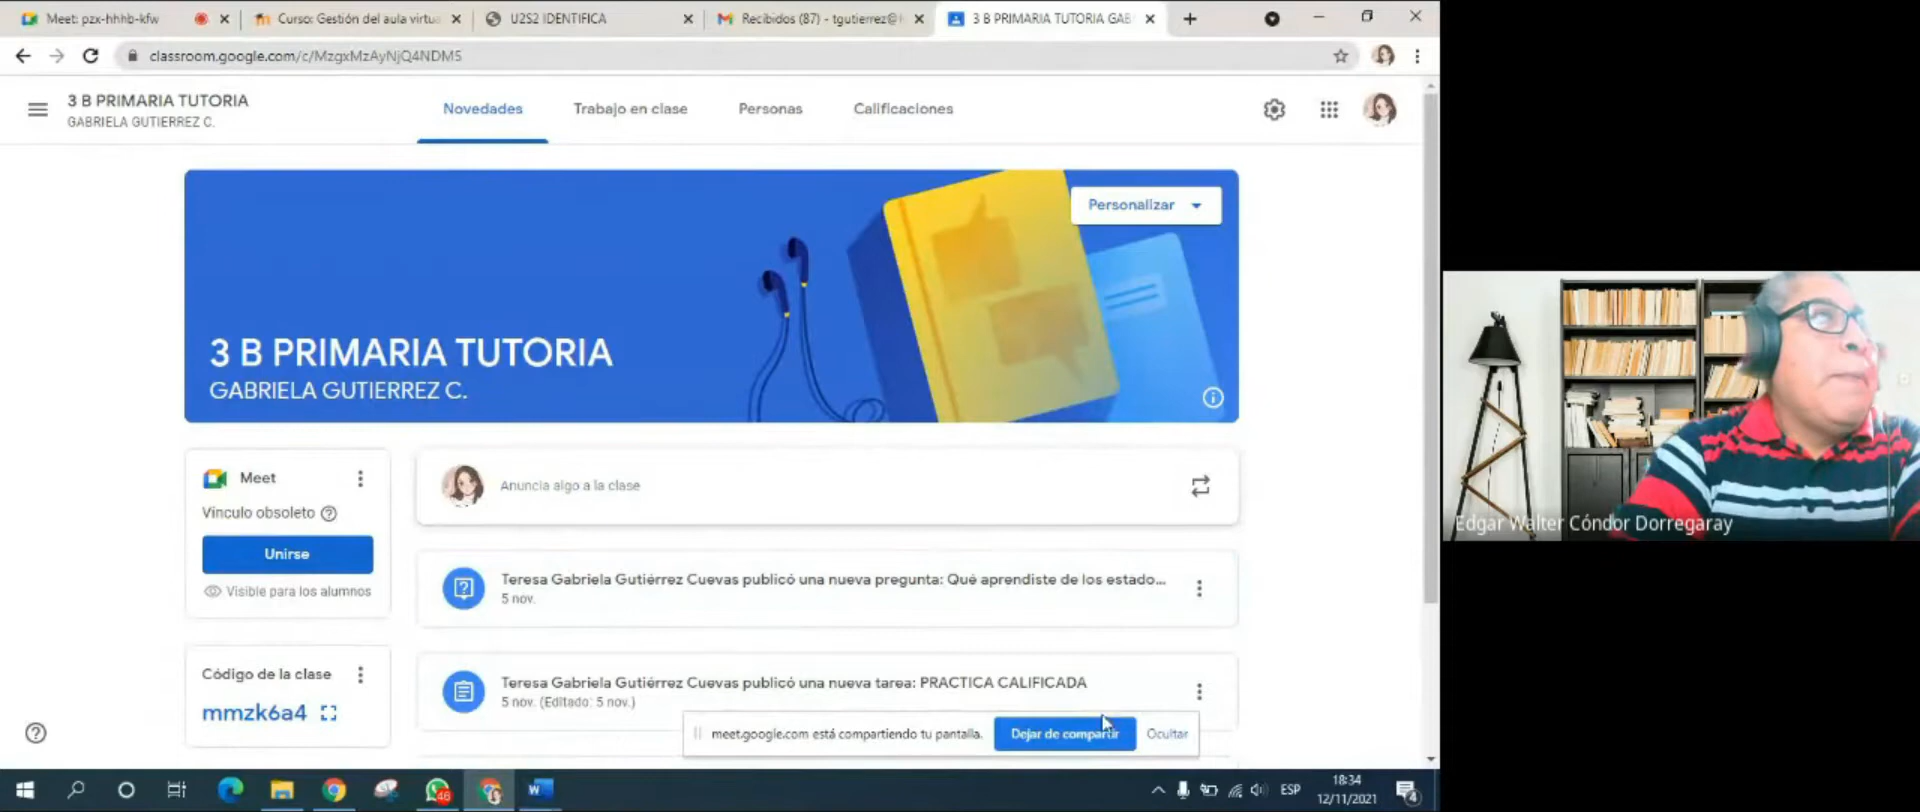 Meet: pzx-hhhb-kfw
Curso: Gestión del aula virtu
U2S2 IDENTIFICA
Recibidos (87) - tgutierrez@
3 B PRIMARIA TUTORIA GAB
classroom.google.com/c/MzgxMzAyNjQ4NDM5
3 B PRIMARIA TUTORIA
GABRIELA GUTIERREZ C.
Novedades
Trabajo en clase
Personas
Calificaciones
Personalizar
3 B PRIMARIA TUTORIA
GABRIELA GUTIERREZ C.
Meet
Vínculo obsoleto
Unirse
Visible para los alumnos
Anuncia algo a la clase
Teresa Gabriela Gutiérrez Cuevas publicó una nueva pregunta: Qué aprendiste de los estado...
5 nov.
Código de la clase
mmzk6a4
Teresa Gabriela Gutiérrez Cuevas publicó una nueva tarea: PRACTICA CALIFICADA
5 nov. (Editado: 5 nov.)
meet.google.com está compartiendo tu pantalla.
Dejar de compartir
Ocultar
Edgar Walter Cóndor Dorregaray
46
ESP
18:34
12/11/2021
4